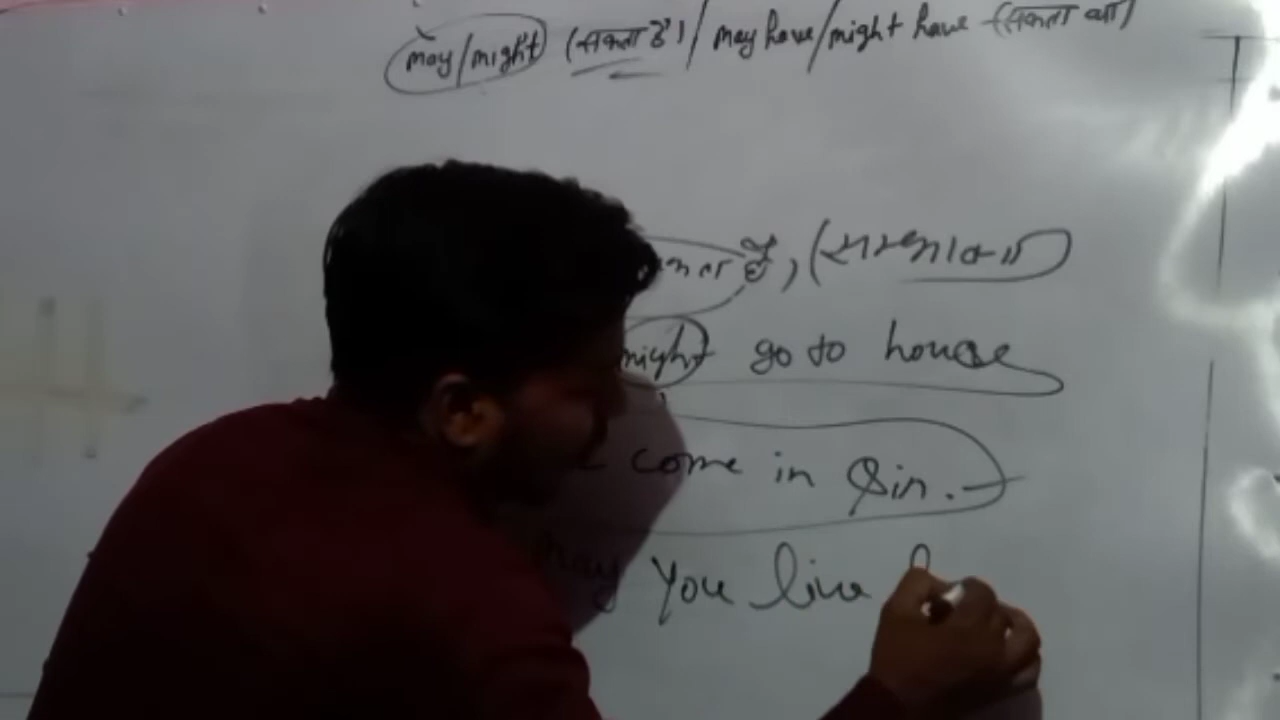 may/might (सकता है।/may have/might have (सकता था)
है, (सम्भावना)
might go to house
come in Sir.
may you live